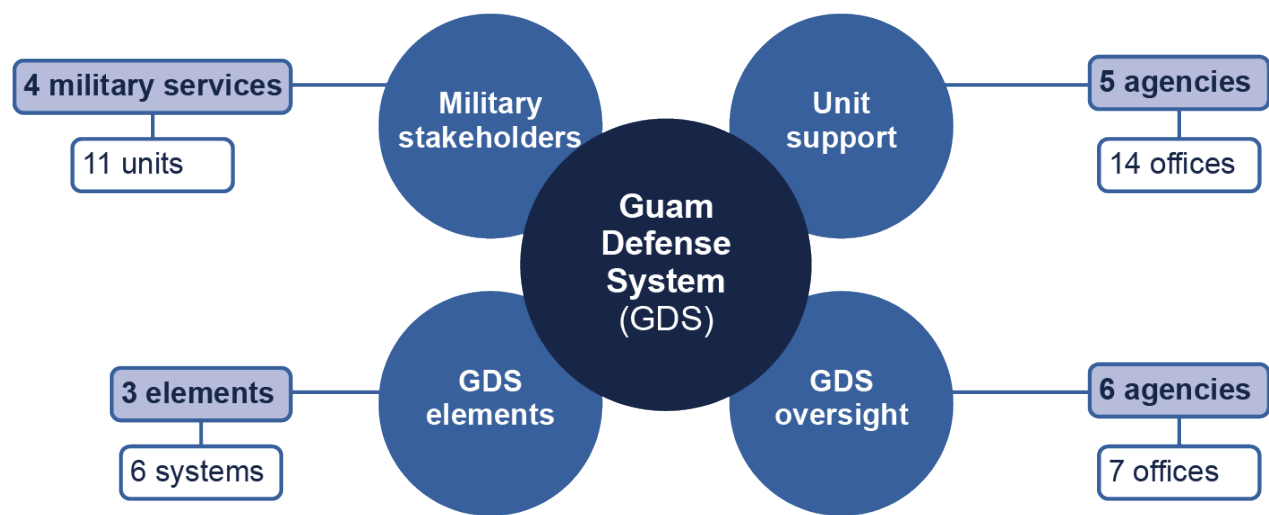 4 military services
11 units
Military
stakeholders
Unit
support
5 agencies
14 offices
Guam
Defense
System
(GDS)
3 elements
6 systems
GDS
elements
GDS
oversight
6 agencies
7 offices